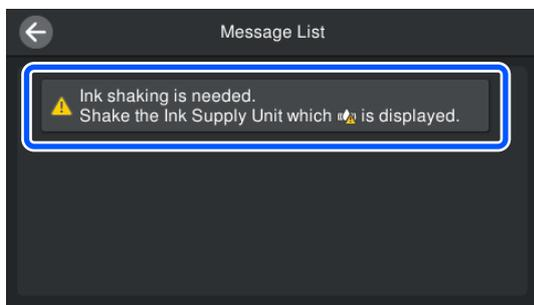 Message List
Ink shaking is needed.
Shake the Ink Supply Unit which is displayed.